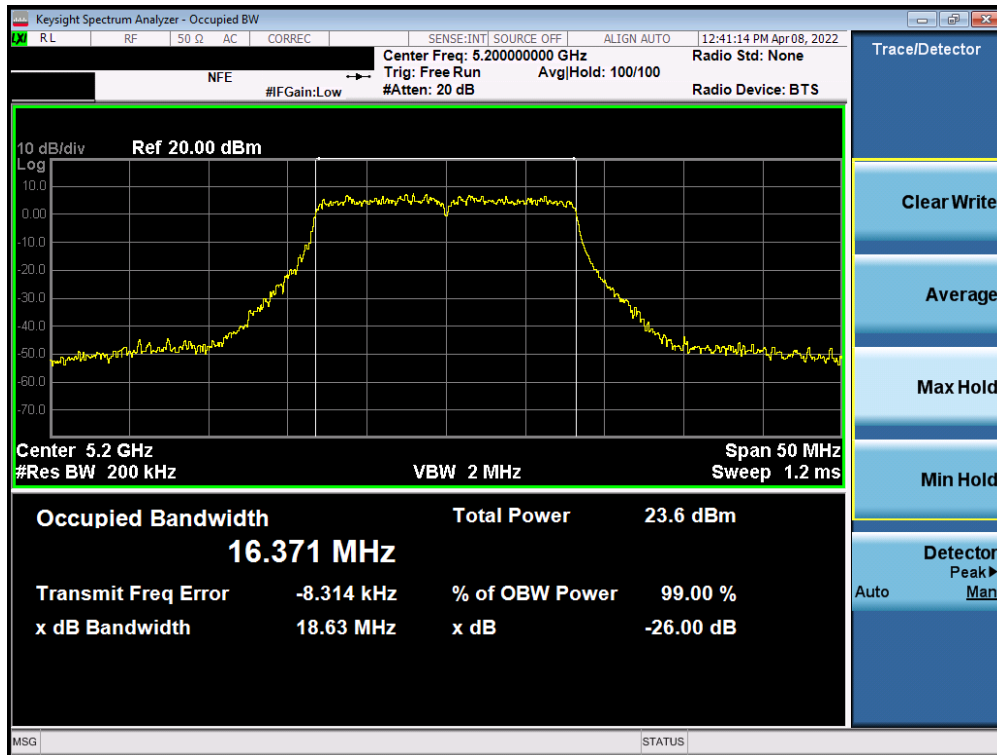 Keysight Spectrum Analyzer - Occupied BW
LXI RL RF 50 Ω AC CORREC SENSE:INT SOURCE OFF ALIGN AUTO 12:41:14 PM Apr 08, 2022
Center Freq: 5.200000000 GHz Radio Std: None
NFE Trig: Free Run Avg|Hold: 100/100
#IFGain:Low #Atten: 20 dB Radio Device: BTS
10 dB/div Ref 20.00 dBm
Log
10.0
0.00
-10.0
-20.0
-30.0
-40.0
-50.0
-60.0
-70.0
Center 5.2 GHz Span 50 MHz
#Res BW 200 kHz VBW 2 MHz Sweep 1.2 ms
Occupied Bandwidth Total Power 23.6 dBm
16.371 MHz
Transmit Freq Error -8.314 kHz % of OBW Power 99.00 %
x dB Bandwidth 18.63 MHz x dB -26.00 dB
MSG STATUS
Trace/Detector
Clear Write
Average
Max Hold
Min Hold
Detector
Peak
Auto Man